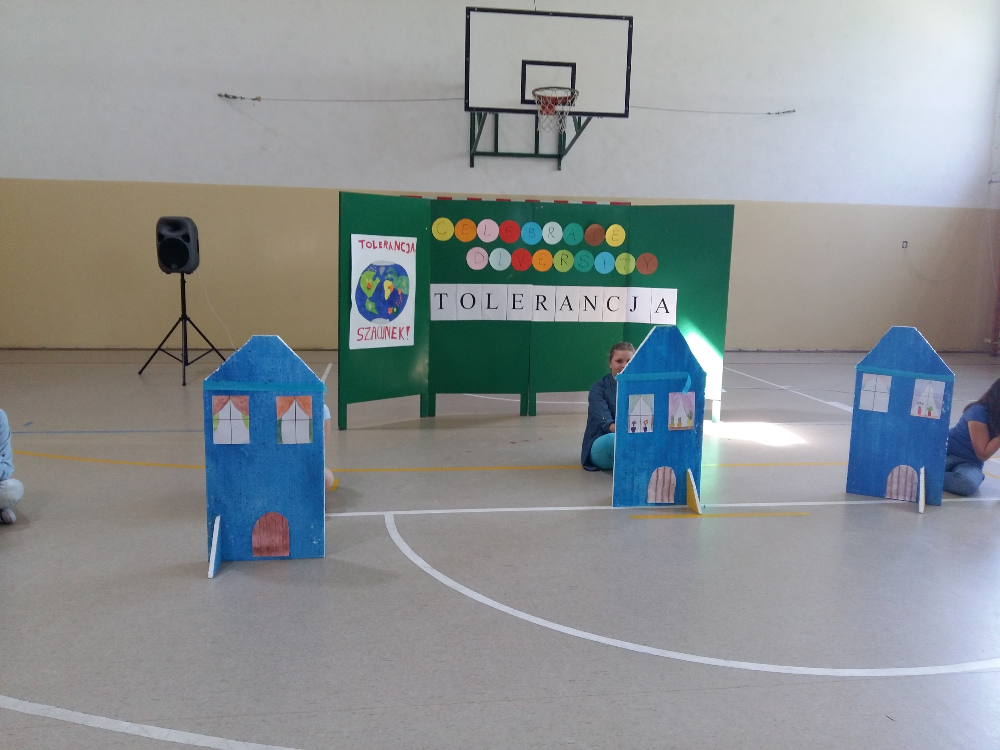 TOLERANCJA
SZACUNEK!
CELEBRATE
DIVERSITY
TOLERANCJA